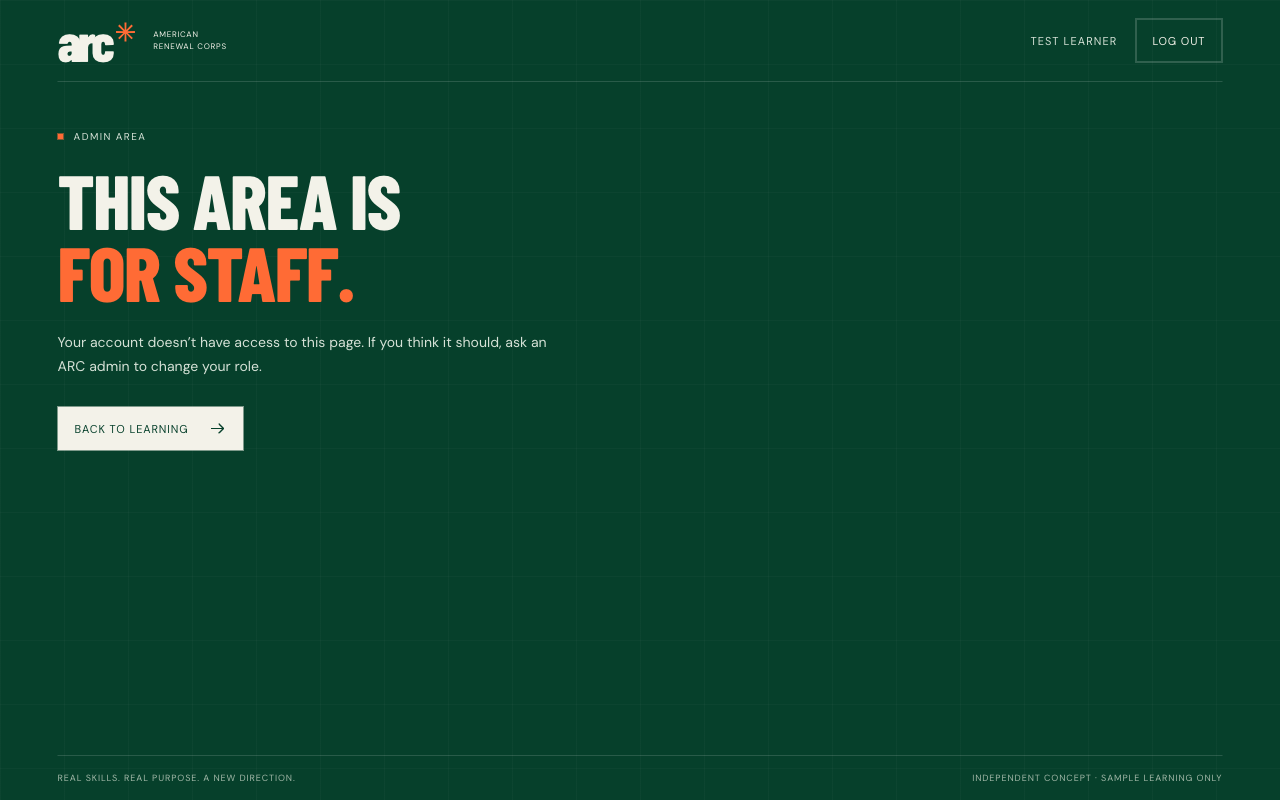 arc
AMERICAN
RENEWAL CORPS
TEST LEARNER
LOG OUT
ADMIN AREA
THIS AREA IS
FOR STAFF.
Your account doesn’t have access to this page. If you think it should, ask an
ARC admin to change your role.
BACK TO LEARNING
REAL SKILLS. REAL PURPOSE. A NEW DIRECTION.
INDEPENDENT CONCEPT · SAMPLE LEARNING ONLY